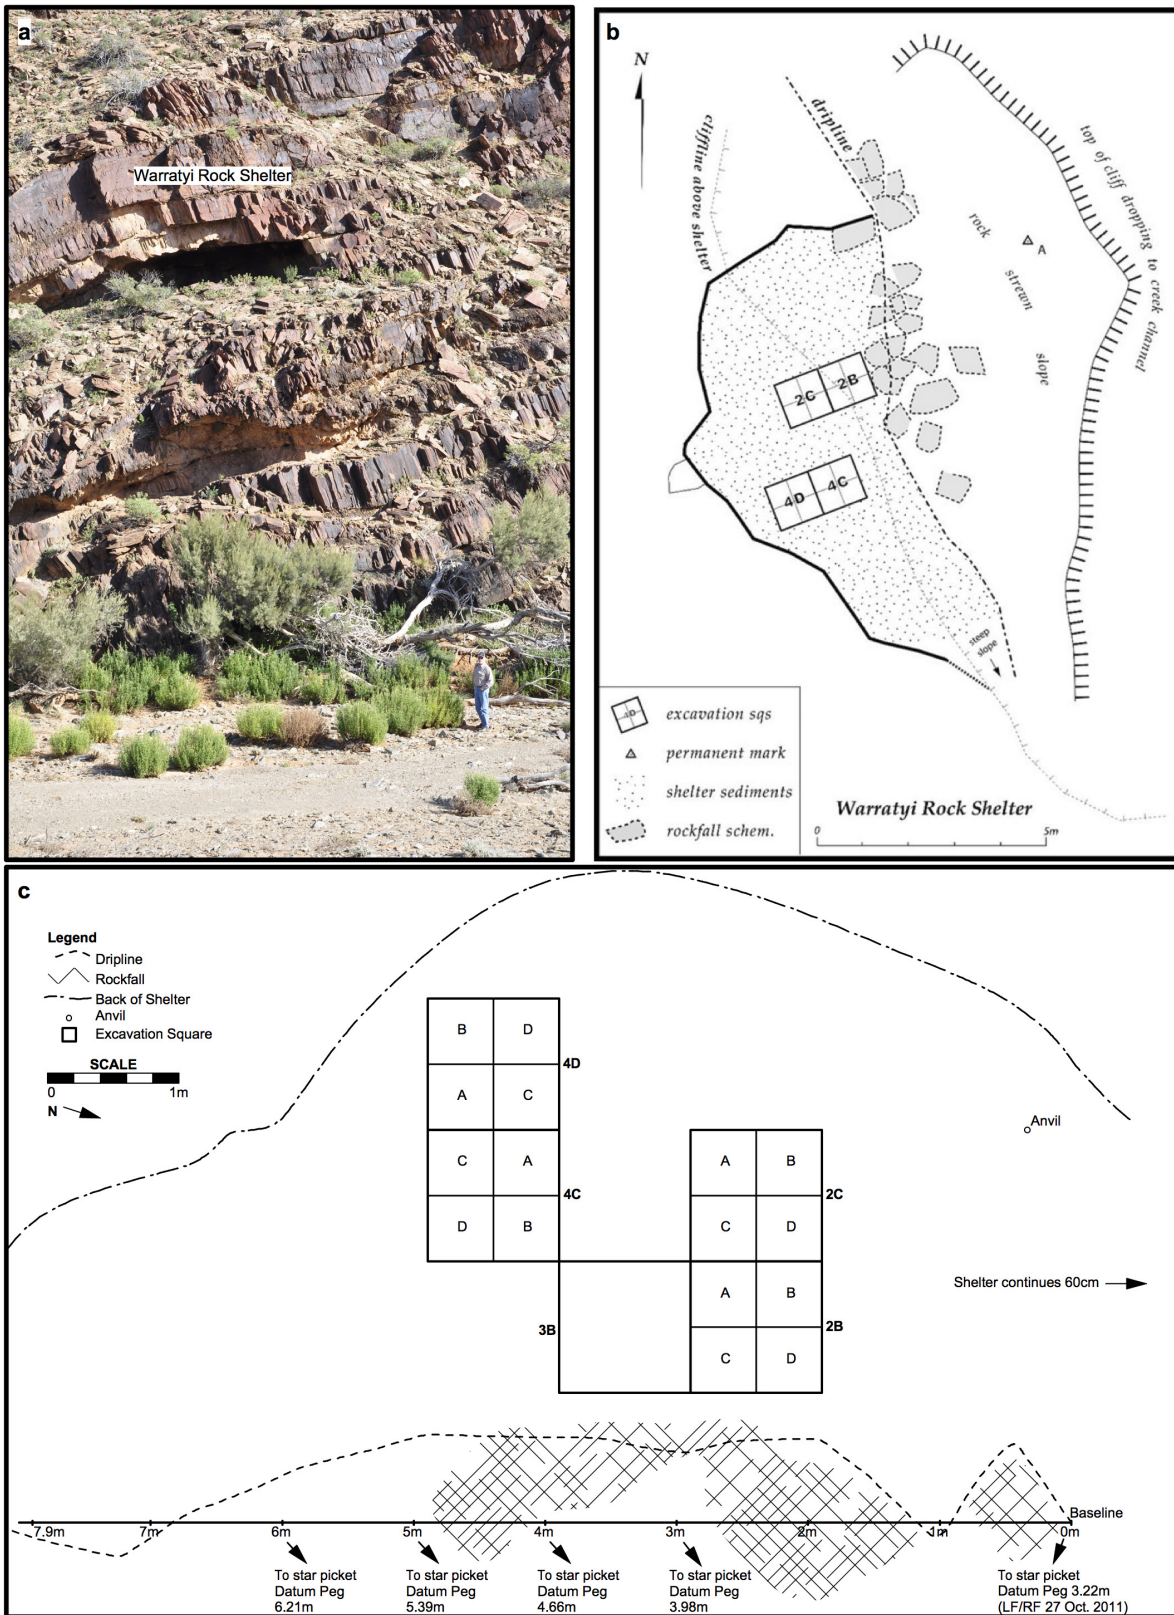 a
Warratyi Rock Shelter
b
N
dripline
cliffline above shelter
top of cliff dropping to creek channel
rock
strewn
slope
A
2C
2B
4D
4C
steep
slope
4D
excavation sqs
permanent mark
shelter sediments
rockfall schem.
Warratyi Rock Shelter
0
5m
c
Legend
Dripline
Rockfall
Back of Shelter
Anvil
Excavation Square
SCALE
0
1m
N
B
D
4D
A
C
C
A
4C
D
B
A
B
2C
C
D
A
B
2B
C
D
3B
Anvil
Shelter continues 60cm
Baseline
7.9m
7m
6m
5m
4m
3m
2m
1m
0m
To star picket
Datum Peg
6.21m
To star picket
Datum Peg
5.39m
To star picket
Datum Peg
4.66m
To star picket
Datum Peg
3.98m
To star picket
Datum Peg 3.22m
(LF/RF 27 Oct. 2011)